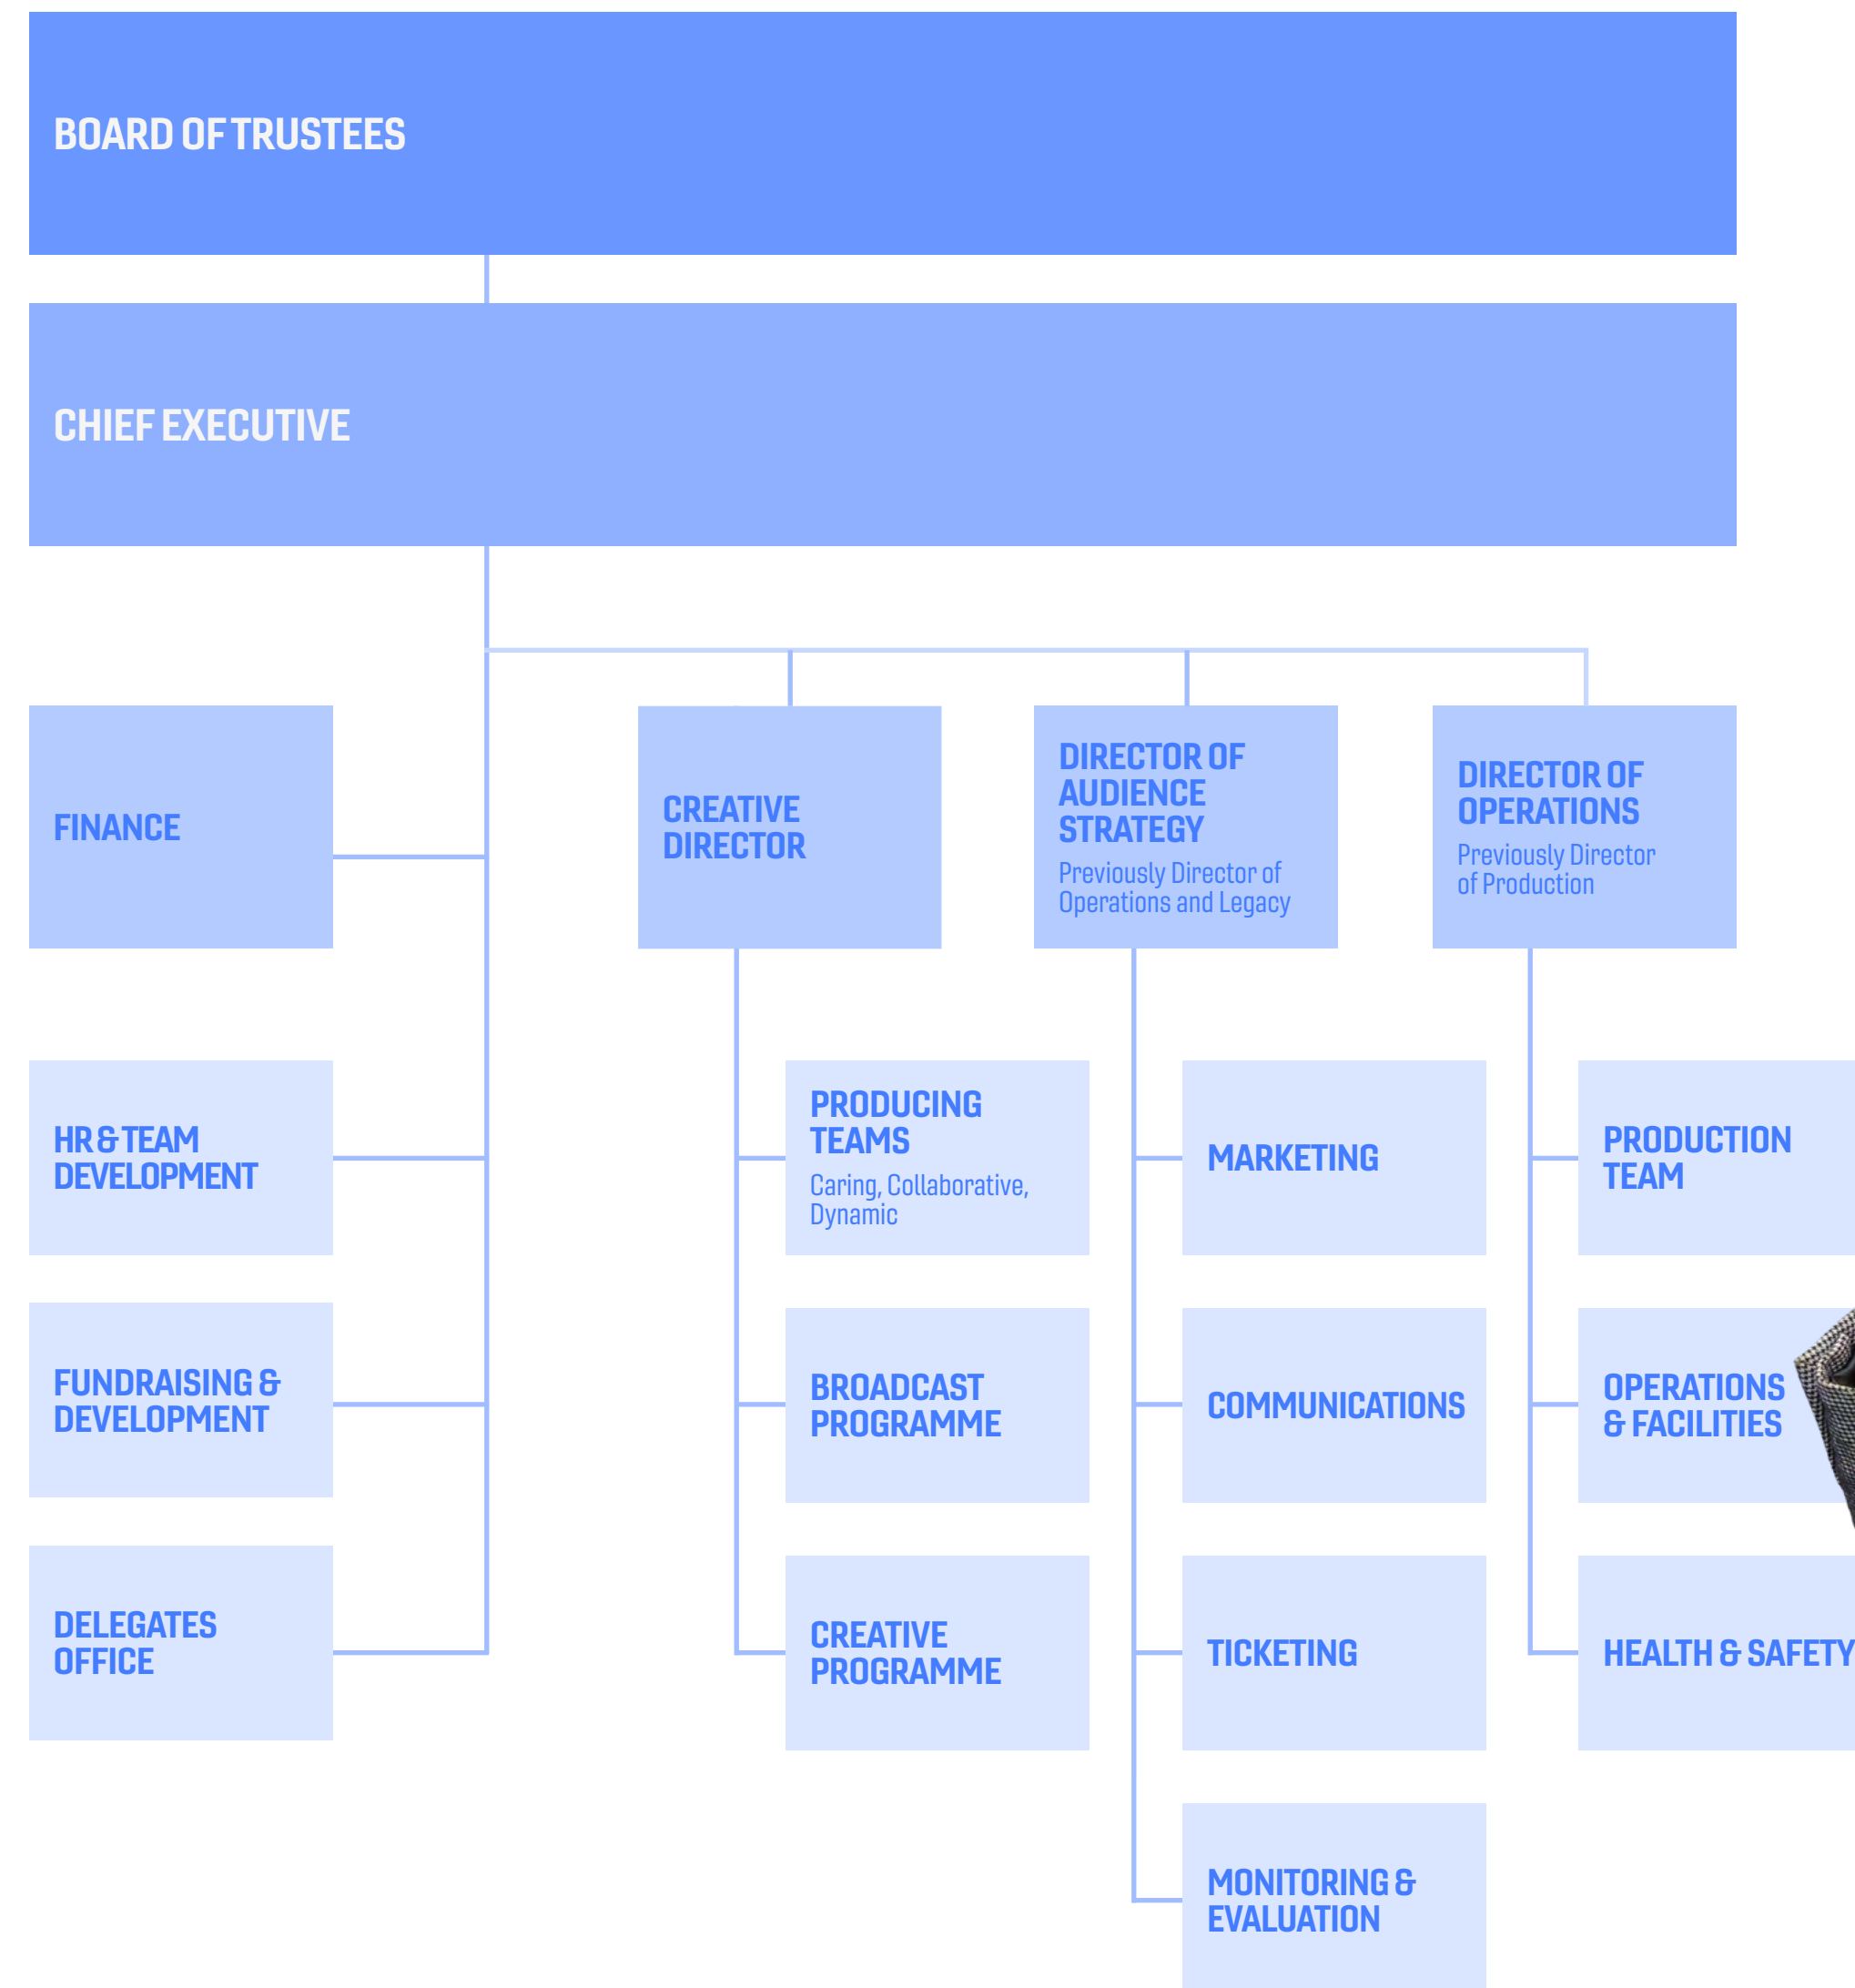 BOARD OF TRUSTEES
CHIEF EXECUTIVE
FINANCE
CREATIVE
DIRECTOR
DIRECTOR OF
AUDIENCE
STRATEGY
Previously Director of
Operations and Legacy
DIRECTOR OF
OPERATIONS
Previously Director
of Production
HR & TEAM
DEVELOPMENT
PRODUCING
TEAMS
Caring, Collaborative,
Dynamic
MARKETING
PRODUCTION
TEAM
FUNDRAISING &
DEVELOPMENT
BROADCAST
PROGRAMME
COMMUNICATIONS
OPERATIONS
& FACILITIES
DELEGATES
OFFICE
CREATIVE
PROGRAMME
TICKETING
HEALTH & SAFETY
MONITORING &
EVALUATION